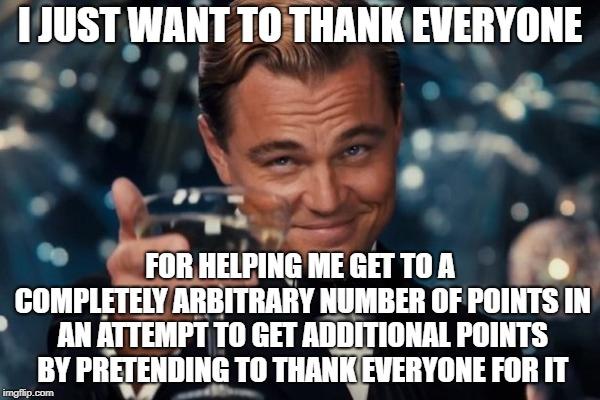 I JUST WANT TO THANK EVERYONE
FOR HELPING ME GET TO A
COMPLETELY ARBITRARY NUMBER OF POINTS IN
AN ATTEMPT TO GET ADDITIONAL POINTS
BY PRETENDING TO THANK EVERYONE FOR IT
imgflip.com